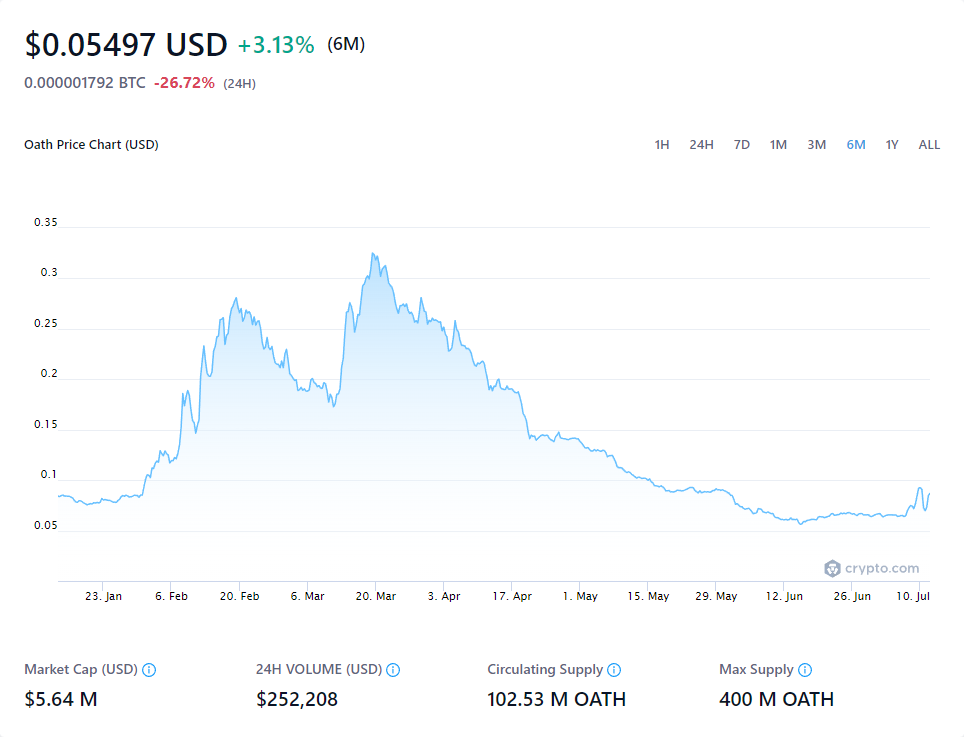 $0.05497 USD +3.13% (6M)
0.000001792 BTC -26.72% (24H)
Oath Price Chart (USD) 1H 24H 7D 1M 3M 6M 1Y ALL
0.35
0.3
0.25
0.2
0.15
0.1
0.05
crypto.com
23. Jan 6. Feb 20. Feb 6. Mar 20. Mar 3. Apr 17. Apr 1. May 15. May 29. May 12. Jun 26. Jun 10. Jul
Market Cap (USD) 24H VOLUME (USD) Circulating Supply Max Supply
$5.64 M $252,208 102.53 M OATH 400 M OATH